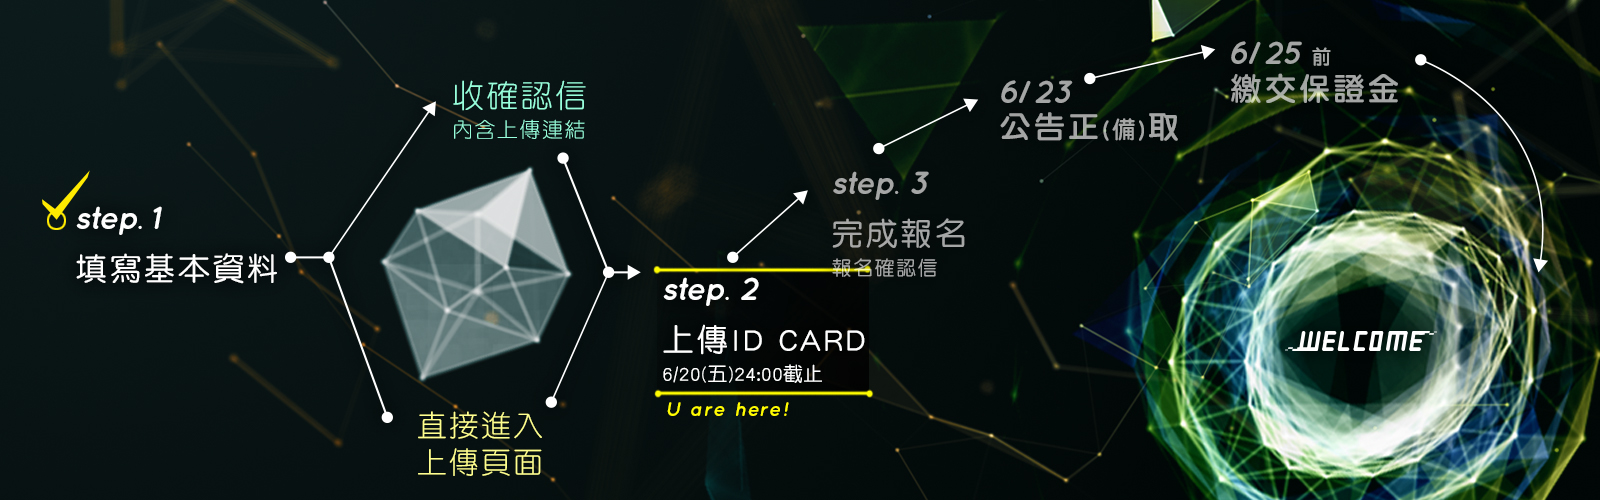 step. 1
填寫基本資料
收確認信
內含上傳連結
直接進入
上傳頁面
step. 2
上傳ID CARD
6/20(五)24:00截止
U are here!
step. 3
完成報名
報名確認信
6/23
公告正(備)取
6/25 前
繳交保證金
WELCOME